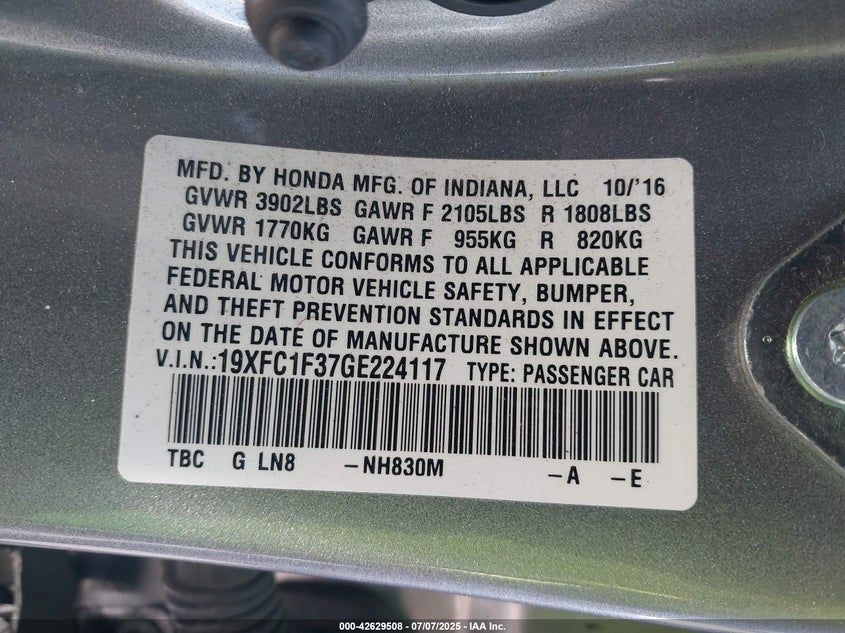 MFD. BY HONDA MFG. OF INDIANA, LLC 10/'16
GVWR 3902LBS GAWR F 2105LBS R 1808LBS
GVWR 1770KG GAWR F 955KG R 820KG
THIS VEHICLE CONFORMS TO ALL APPLICABLE
FEDERAL MOTOR VEHICLE SAFETY, BUMPER,
AND THEFT PREVENTION STANDARDS IN EFFECT
ON THE DATE OF MANUFACTURE SHOWN ABOVE.
V.I.N.:19XFC1F37GE224117 TYPE: PASSENGER CAR
TBC G LN8 -NH830M -A -E
000-42629508 - 07/07/2025 - IAA Inc.